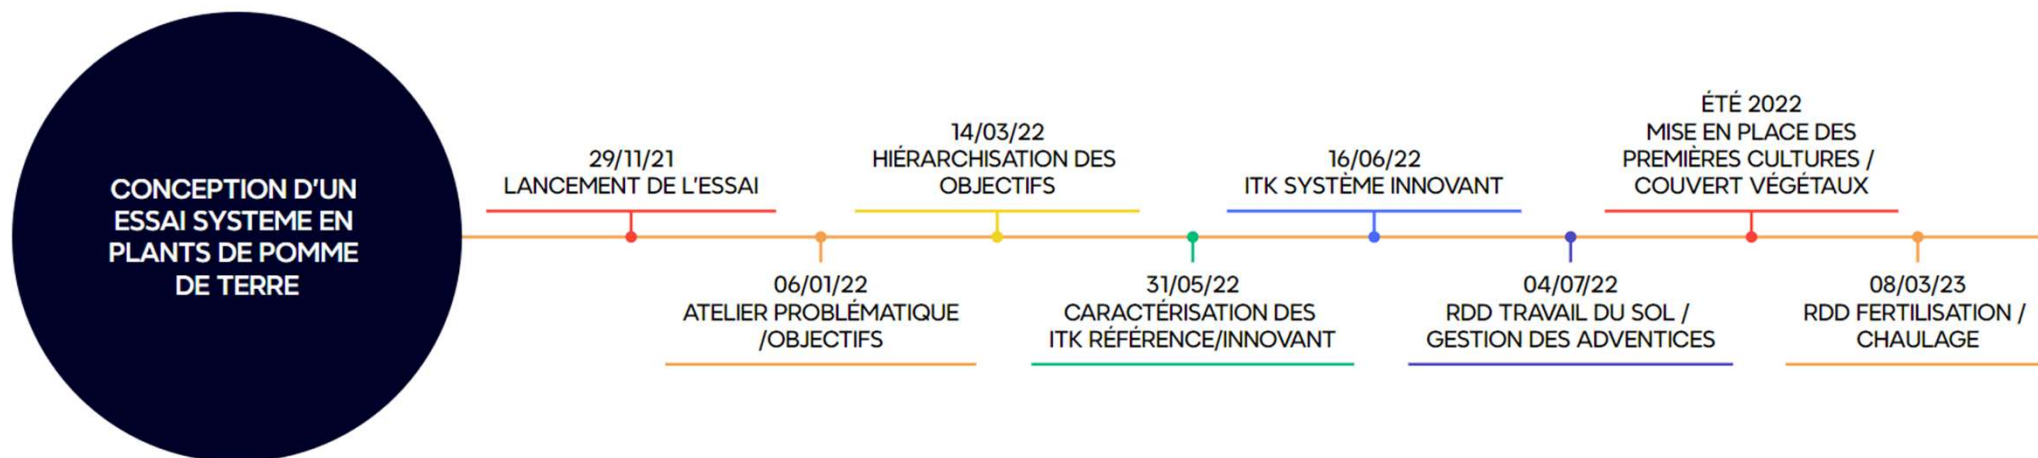 CONCEPTION D'UN
ESSAI SYSTEME EN
PLANTS DE POMME
DE TERRE
29/11/21
LANCEMENT DE L'ESSAI
06/01/22
ATELIER PROBLÉMATIQUE
/OBJECTIFS
14/03/22
HIÉRARCHISATION DES
OBJECTIFS
31/05/22
CARACTÉRISATION DES
ITK RÉFÉRENCE/INNOVANT
16/06/22
ITK SYSTÈME INNOVANT
04/07/22
RDD TRAVAIL DU SOL /
GESTION DES ADVENTICES
ÉTÉ 2022
MISE EN PLACE DES
PREMIÈRES CULTURES /
COUVERT VÉGÉTAUX
08/03/23
RDD FERTILISATION /
CHAULAGE